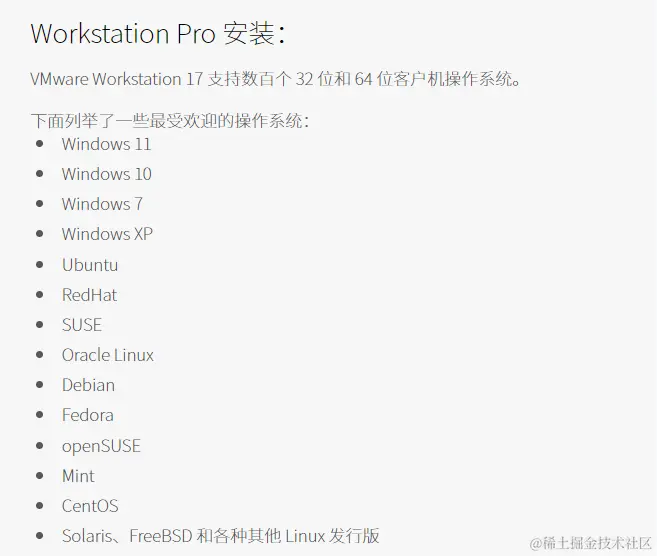 Workstation Pro 安装：
VMware Workstation 17 支持数百个 32 位和 64 位客户机操作系统。
下面列举了一些最受欢迎的操作系统：
• Windows 11
• Windows 10
• Windows 7
• Windows XP
• Ubuntu
• RedHat
• SUSE
• Oracle Linux
• Debian
• Fedora
• openSUSE
• Mint
• CentOS
• Solaris、FreeBSD 和各种其他 Linux 发行版
@稀土掘金技术社区